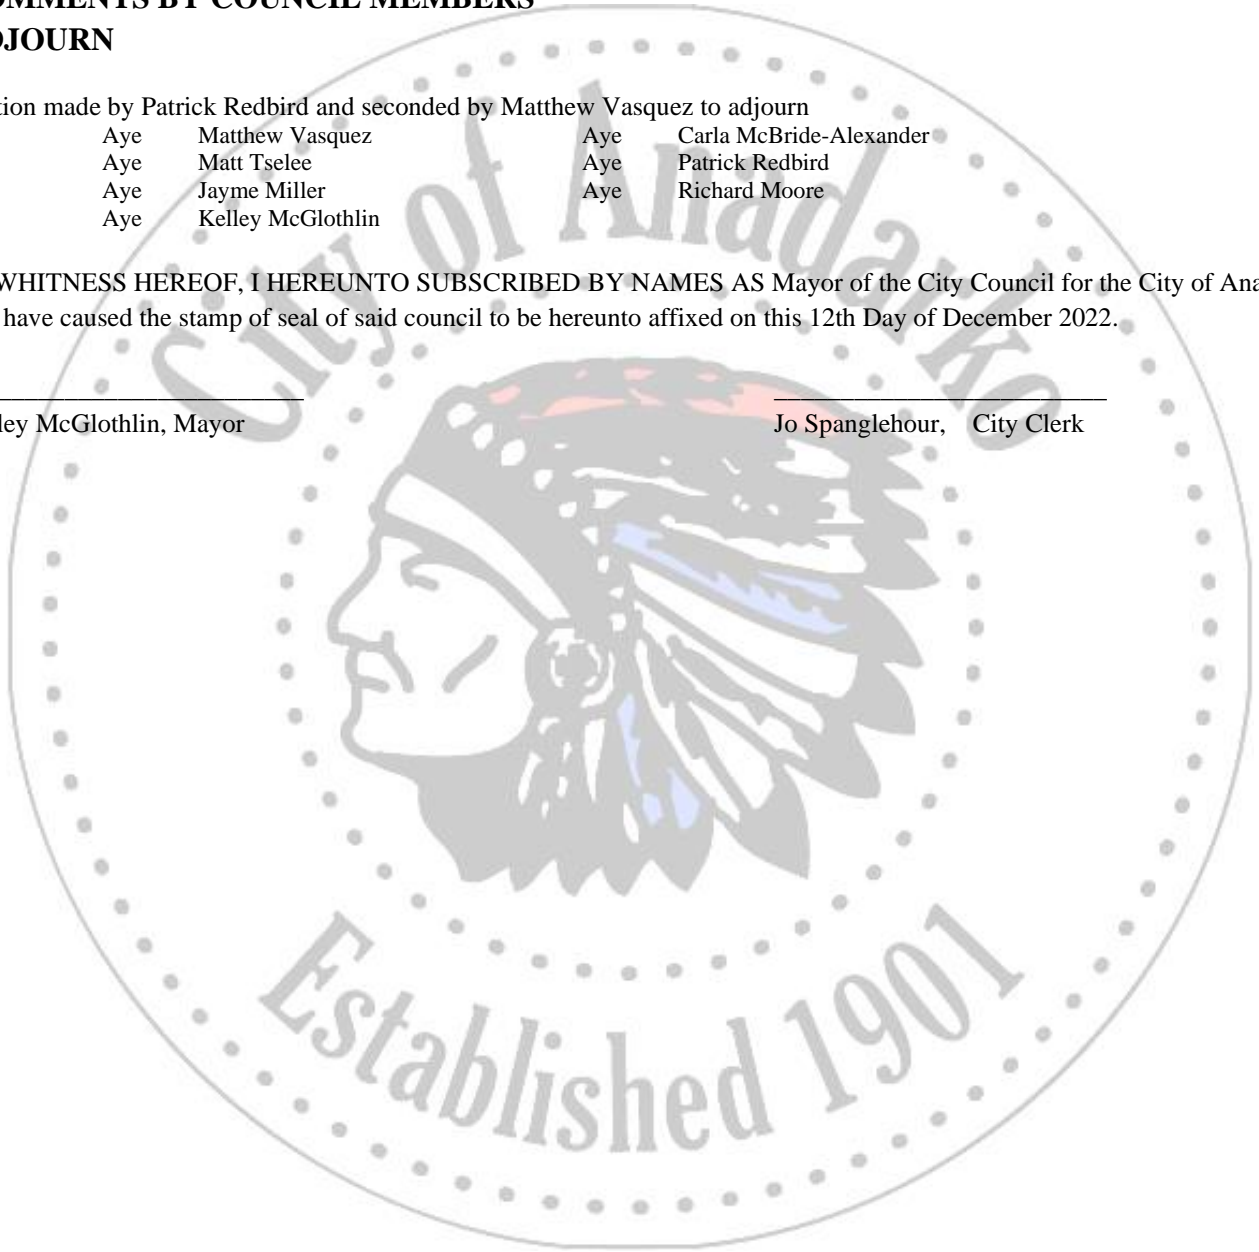 OMMENTS BY COUNCIL MEMBERS
DJOURN
tion made by Patrick Redbird and seconded by Matthew Vasquez to adjourn
Aye Matthew Vasquez Aye Carla McBride-Alexander
Aye Matt Tselee Aye Patrick Redbird
Aye Jayme Miller Aye Richard Moore
Aye Kelley McGlothlin
WHITNESS HEREOF, I HEREUNTO SUBSCRIBED BY NAMES AS Mayor of the City Council for the City of Ana
have caused the stamp of seal of said council to be hereunto affixed on this 12th Day of December 2022.
ley McGlothlin, Mayor Jo Spanglehour, City Clerk
City of Anadarko
Established 1901